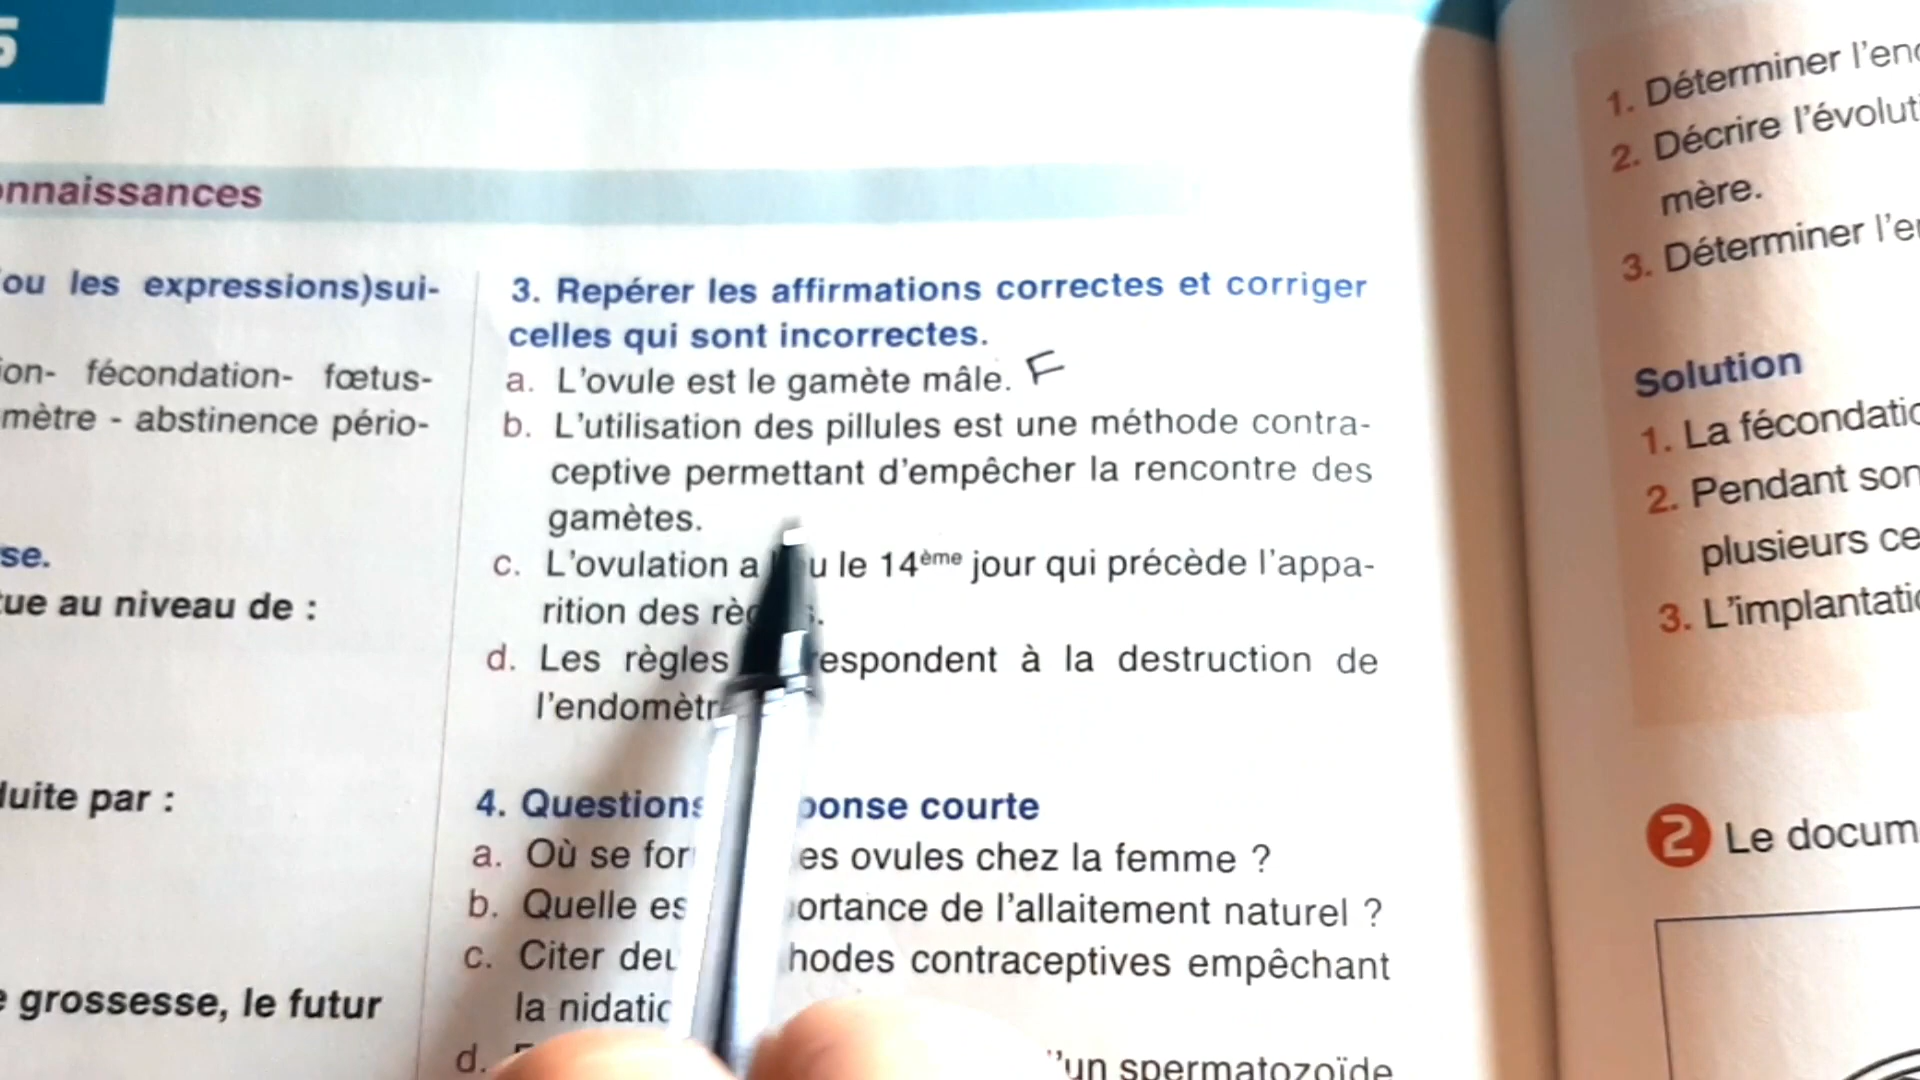 5
onnaissances
ou les expressions)sui-
ion- fécondation- fœtus-
mètre - abstinence pério-
se.
tue au niveau de :
duite par :
grossesse, le futur
3. Repérer les affirmations correctes et corriger
celles qui sont incorrectes.
a. L'ovule est le gamète mâle. F
b. L'utilisation des pillules est une méthode contra-
ceptive permettant d'empêcher la rencontre des
gamètes.
c. L'ovulation a le 14ème jour qui précède l'appa-
rition des
d. Les règles respondent à la destruction de
l'endomètr
4. Questions ponse courte
a. Où se for es ovules chez la femme ?
b. Quelle es portance de l'allaitement naturel ?
c. Citer deu hodes contraceptives empêchant
la nidatio
d. un spermatozoïde
1. Déterminer l'en
2. Décrire l'évolut
mère.
3. Déterminer l'e
Solution
1. La fécondatio
2. Pendant son
plusieurs ce
3. L'implantatio
2 Le docum